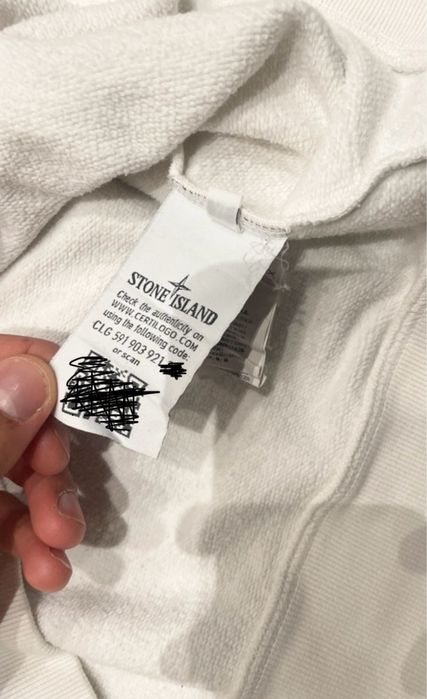 STONE ISLAND
Check the authenticity on
WWW.CERTILOGO.COM
using the following code:
CLG 591 903 921
or scan